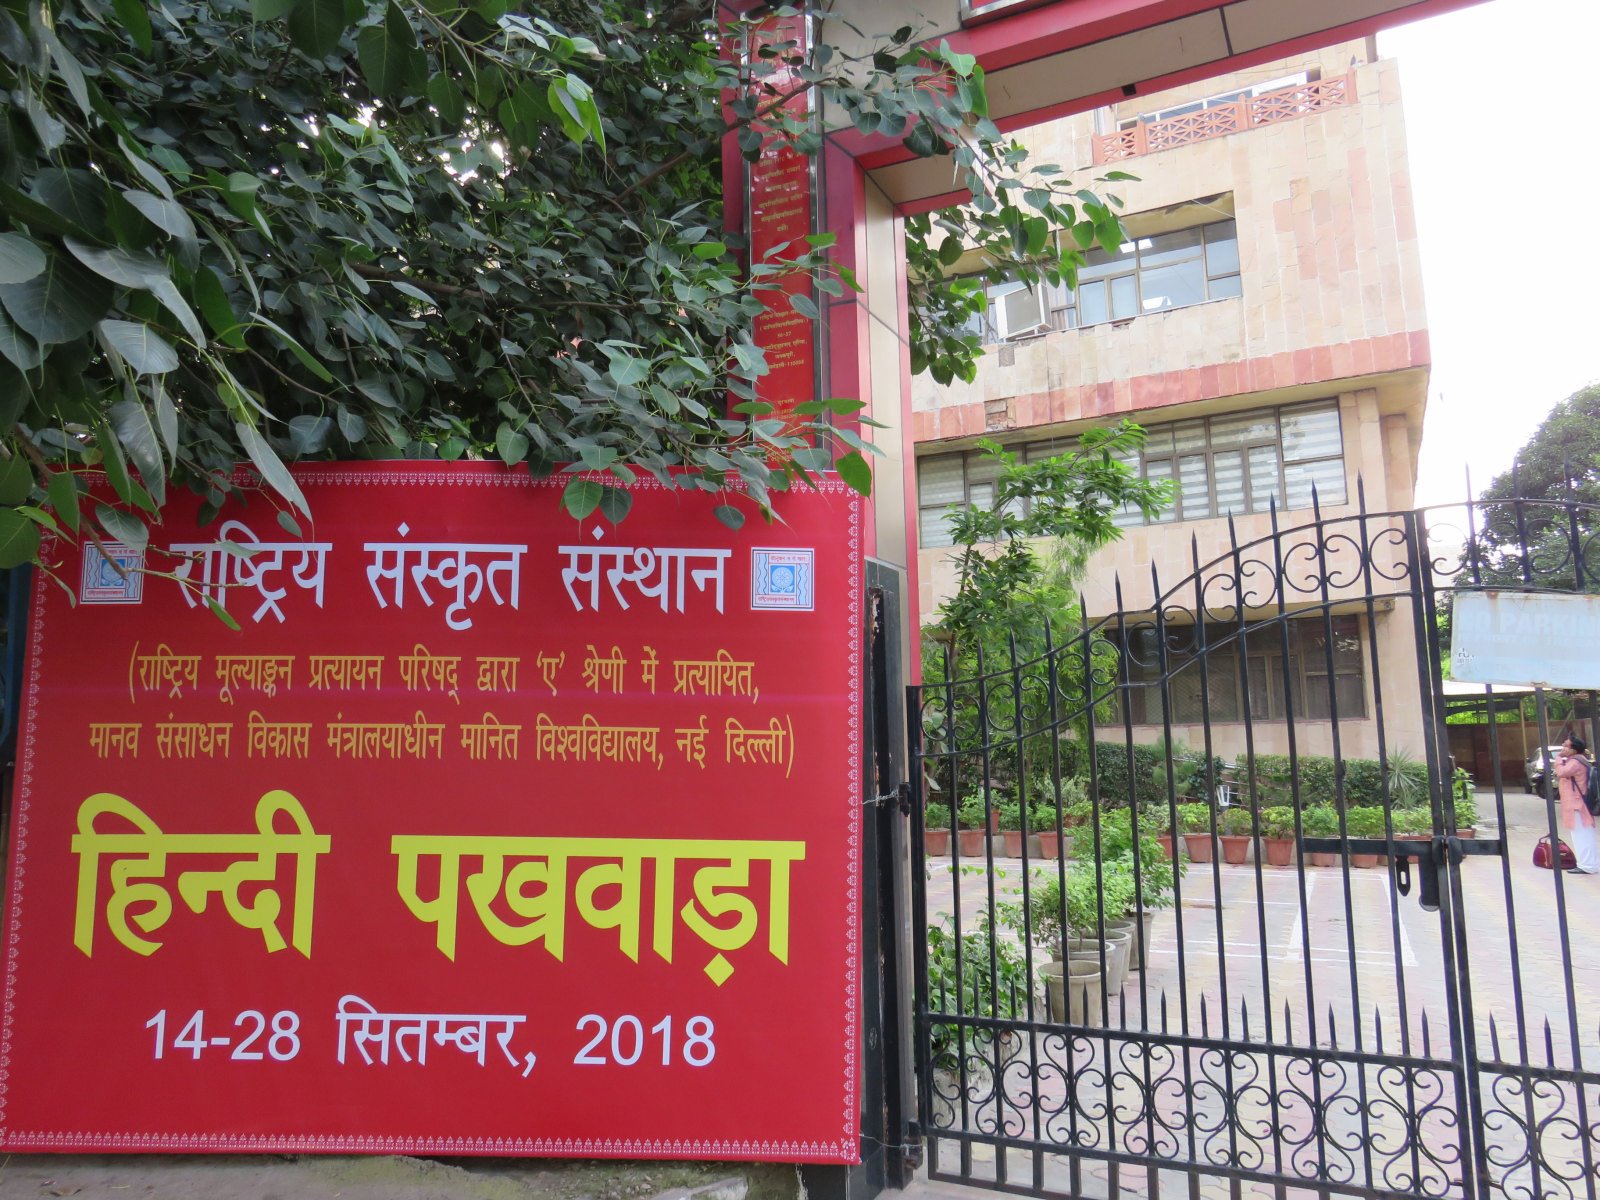 राष्ट्रिय संस्कृत संस्थान
(राष्ट्रिय मूल्याङ्कन प्रत्यायन परिषद् द्वारा ‘ए’ श्रेणी में प्रत्यायित,
मानव संसाधन विकास मंत्रालयाधीन मानित विश्वविद्यालय, नई दिल्ली)
हिन्दी पखवाड़ा
14-28 सितम्बर, 2018